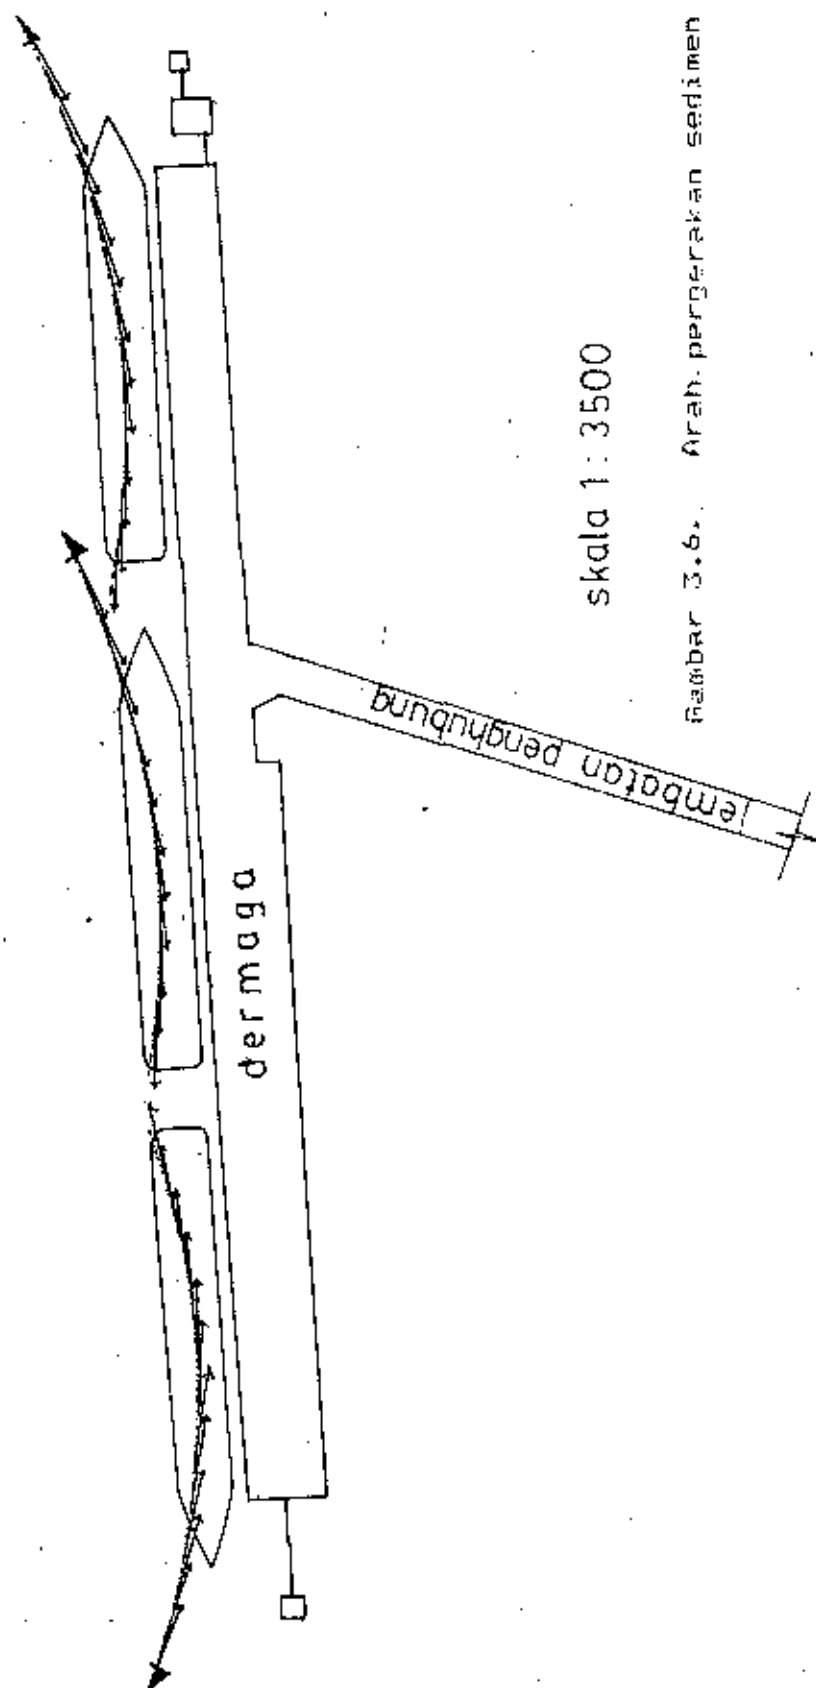 dermaga
jembatan penghubung
skala 1 : 3500
Gambar 3.6. Arah pergerakan sedimen